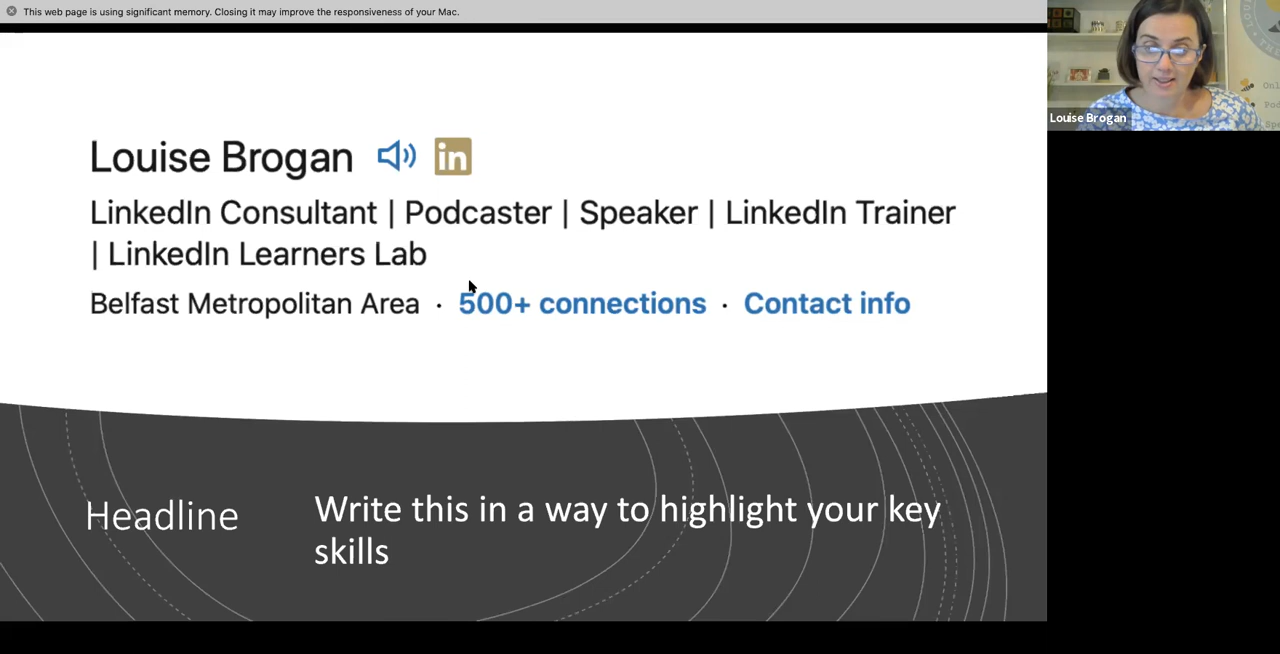 This web page is using significant memory. Closing it may improve the responsiveness of your Mac.
Louise Brogan in
LinkedIn Consultant | Podcaster | Speaker | LinkedIn Trainer
| LinkedIn Learners Lab
Belfast Metropolitan Area · 500+ connections · Contact info
Headline
Write this in a way to highlight your key
skills
Louise Brogan